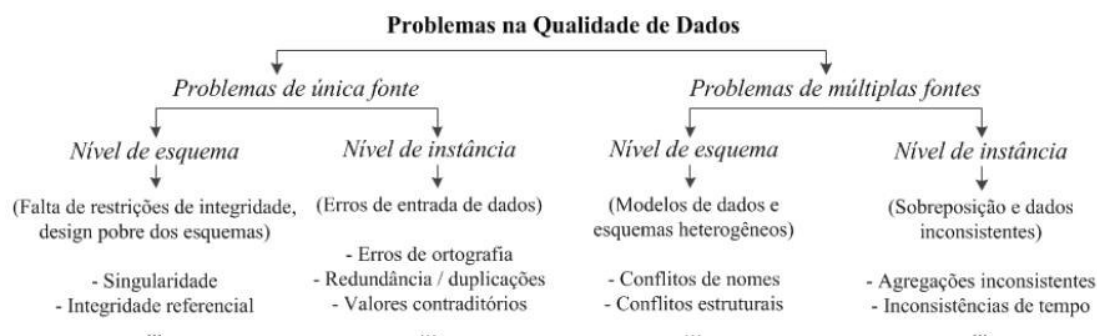 Problemas na Qualidade de Dados
Problemas de única fonte
Problemas de múltiplas fontes
Nível de esquema
Nível de instância
Nível de esquema
Nível de instância
(Falta de restrições de integridade,
design pobre dos esquemas)
- Singularidade
- Integridade referencial
...
(Erros de entrada de dados)
- Erros de ortografia
- Redundância / duplicações
- Valores contraditórios
...
(Modelos de dados e
esquemas heterogêneos)
- Conflitos de nomes
- Conflitos estruturais
...
(Sobreposição e dados
inconsistentes)
- Agregações inconsistentes
- Inconsistências de tempo
...